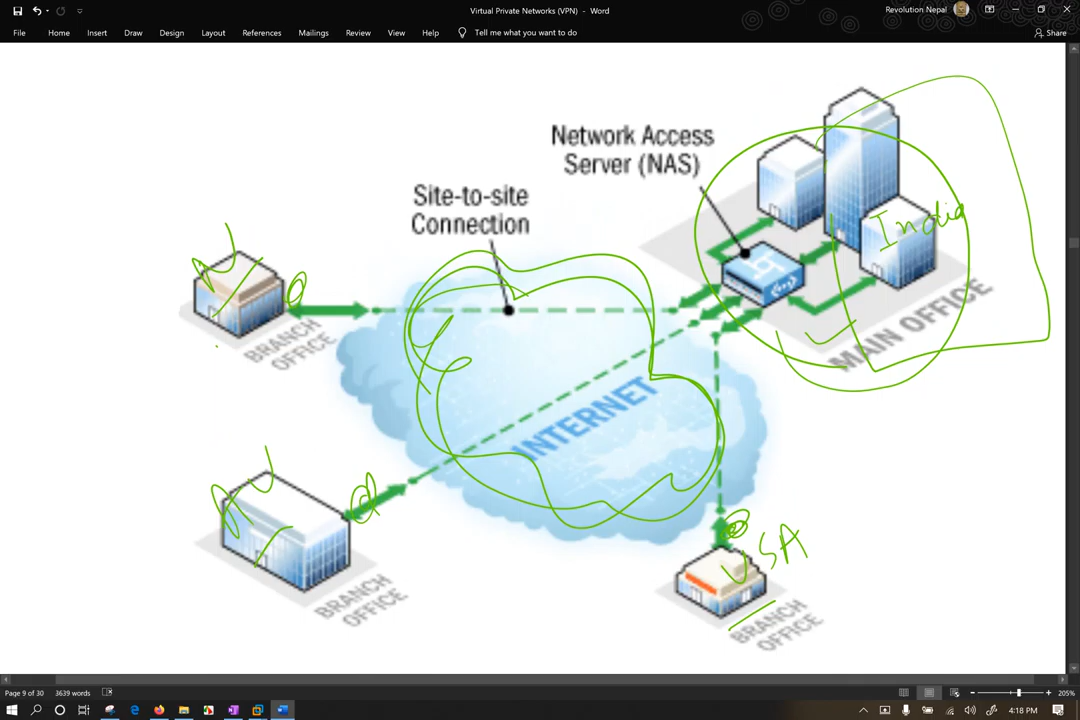 Virtual Private Networks (VPN) - Word
Revolution Nepal
File Home Insert Draw Design Layout References Mailings Review View Help Tell me what you want to do
Share
Network Access
Server (NAS)
Site-to-site
Connection
India
MAIN OFFICE
BRANCH
OFFICE
INTERNET
USA
BRANCH
OFFICE
BRANCH
OFFICE
Page 9 of 30 3639 words
205%
4:18 PM